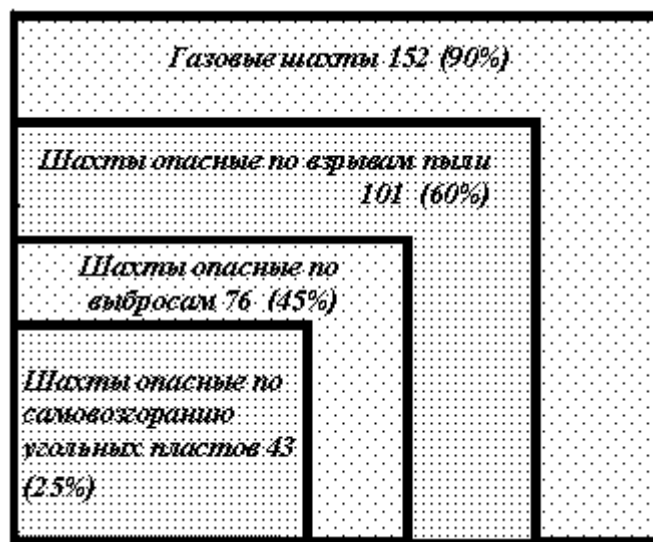 Газовые шахты 152 (90%)
Шахты опасные по взрывам пыли
101 (60%)
Шахты опасные по
выбросам 76 (45%)
Шахты опасные по
самовозгоранию
угольных пластов 43
(25%)